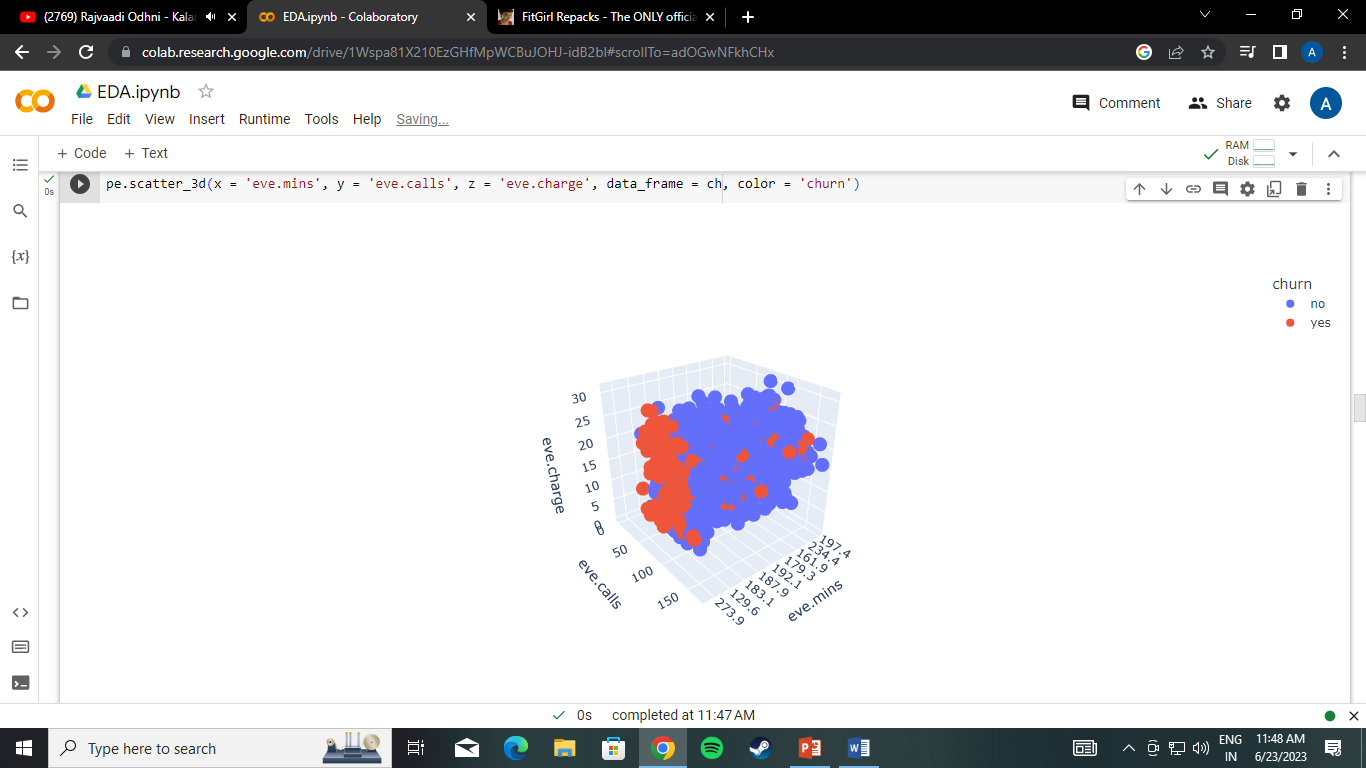 (2769) Rajvaadi Odhni - Kalan
EDA.ipynb - Colaboratory
FitGirl Repacks - The ONLY officia
colab.research.google.com/drive/1Wspa81X210EzGHfMpWCBuJOHJ-idB2bl#scrollTo=adOGwNFkhCHx
A
EDA.ipynb
File Edit View Insert Runtime Tools Help Saving...
Comment Share A
+ Code + Text
RAM
Disk
0s
pe.scatter_3d(x = 'eve.mins', y = 'eve.calls', z = 'eve.charge', data_frame = ch, color = 'churn')
{x}
churn
no
yes
30
25
20
15
10
5
0
eve.charge
0
50
100
150
eve.calls
197.4
234.4
161.9
179.3
192.1
187.9
183.1
129.6
273.9
eve.mins
0s completed at 11:47 AM
Type here to search
ENG
IN
11:48 AM
6/23/2023